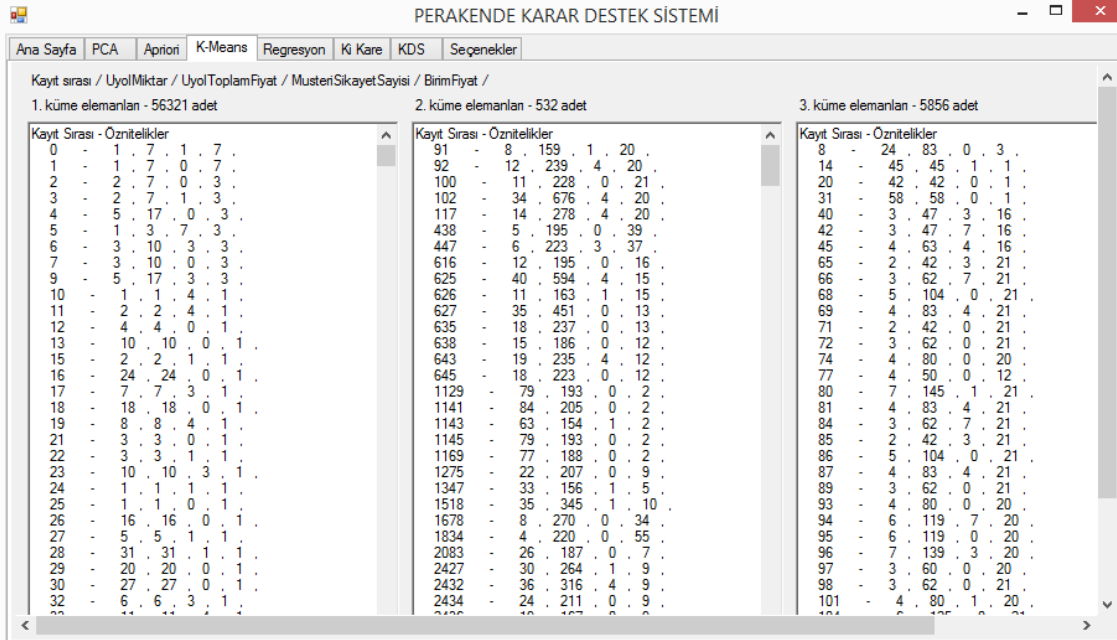 PERAKENDE KARAR DESTEK SİSTEMİ
Ana Sayfa PCA Apriori K-Means Regresyon Ki Kare KDS Seçenekler
Kayıt sırası / UyolMiktar / UyolToplamFiyat / MusteriSikayetSayisi / BirimFiyat /
1. küme elemanları - 56321 adet
Kayıt Sırası - Öznitelikler
0 - 1 , 7 , 1 , 7 ,
1 - 1 , 7 , 0 , 7 ,
2 - 2 , 7 , 0 , 3 ,
3 - 2 , 7 , 1 , 3 ,
4 - 5 , 17 , 0 , 3 ,
5 - 1 , 3 , 7 , 3 ,
6 - 3 , 10 , 3 , 3 ,
7 - 3 , 10 , 0 , 3 ,
9 - 5 , 17 , 3 , 3 ,
10 - 1 , 1 , 4 , 1 ,
11 - 2 , 2 , 4 , 1 ,
12 - 4 , 4 , 0 , 1 ,
13 - 10 , 10 , 0 , 1 ,
15 - 2 , 2 , 1 , 1 ,
16 - 24 , 24 , 0 , 1 ,
17 - 7 , 7 , 3 , 1 ,
18 - 18 , 18 , 0 , 1 ,
19 - 8 , 8 , 4 , 1 ,
21 - 3 , 3 , 0 , 1 ,
22 - 3 , 3 , 1 , 1 ,
23 - 10 , 10 , 3 , 1 ,
24 - 1 , 1 , 1 , 1 ,
25 - 1 , 1 , 0 , 1 ,
26 - 16 , 16 , 0 , 1 ,
27 - 5 , 5 , 1 , 1 ,
28 - 31 , 31 , 1 , 1 ,
29 - 20 , 20 , 0 , 1 ,
30 - 27 , 27 , 0 , 1 ,
32 - 6 , 6 , 3 , 1 ,
2. küme elemanları - 532 adet
Kayıt Sırası - Öznitelikler
91 - 8 , 159 , 1 , 20 ,
92 - 12 , 239 , 4 , 20 ,
100 - 11 , 228 , 0 , 21 ,
102 - 34 , 676 , 4 , 20 ,
117 - 14 , 278 , 4 , 20 ,
438 - 5 , 195 , 0 , 39 ,
447 - 6 , 223 , 3 , 37 ,
616 - 12 , 195 , 0 , 16 ,
625 - 40 , 594 , 4 , 15 ,
626 - 11 , 163 , 1 , 15 ,
627 - 35 , 451 , 0 , 13 ,
635 - 18 , 237 , 0 , 13 ,
638 - 15 , 186 , 0 , 12 ,
643 - 19 , 235 , 4 , 12 ,
645 - 18 , 223 , 0 , 12 ,
1129 - 79 , 193 , 0 , 2 ,
1141 - 84 , 205 , 0 , 2 ,
1143 - 63 , 154 , 1 , 2 ,
1145 - 79 , 193 , 0 , 2 ,
1169 - 77 , 188 , 0 , 2 ,
1275 - 22 , 207 , 0 , 9 ,
1347 - 33 , 156 , 1 , 5 ,
1518 - 35 , 345 , 1 , 10 ,
1678 - 8 , 270 , 0 , 34 ,
1834 - 4 , 220 , 0 , 55 ,
2083 - 26 , 187 , 0 , 7 ,
2427 - 30 , 264 , 1 , 9 ,
2432 - 36 , 316 , 4 , 9 ,
2434 - 24 , 211 , 0 , 9 ,
3. küme elemanları - 5856 adet
Kayıt Sırası - Öznitelikler
8 - 24 , 83 , 0 , 3 ,
14 - 45 , 45 , 1 , 1 ,
20 - 42 , 42 , 0 , 1 ,
31 - 58 , 58 , 0 , 1 ,
40 - 3 , 47 , 3 , 16 ,
42 - 3 , 47 , 7 , 16 ,
45 - 4 , 63 , 4 , 16 ,
65 - 2 , 42 , 3 , 21 ,
66 - 3 , 62 , 7 , 21 ,
68 - 5 , 104 , 0 , 21 ,
69 - 4 , 83 , 4 , 21 ,
71 - 2 , 42 , 0 , 21 ,
72 - 3 , 62 , 0 , 21 ,
74 - 4 , 80 , 0 , 20 ,
77 - 4 , 50 , 0 , 12 ,
80 - 7 , 145 , 1 , 21 ,
81 - 4 , 83 , 4 , 21 ,
84 - 3 , 62 , 7 , 21 ,
85 - 2 , 42 , 3 , 21 ,
86 - 5 , 104 , 0 , 21 ,
87 - 4 , 83 , 4 , 21 ,
89 - 3 , 62 , 0 , 21 ,
93 - 4 , 80 , 0 , 20 ,
94 - 6 , 119 , 7 , 20 ,
95 - 6 , 119 , 0 , 20 ,
96 - 7 , 139 , 3 , 20 ,
97 - 3 , 60 , 0 , 20 ,
98 - 3 , 62 , 0 , 21 ,
101 - 4 , 80 , 1 , 20 ,